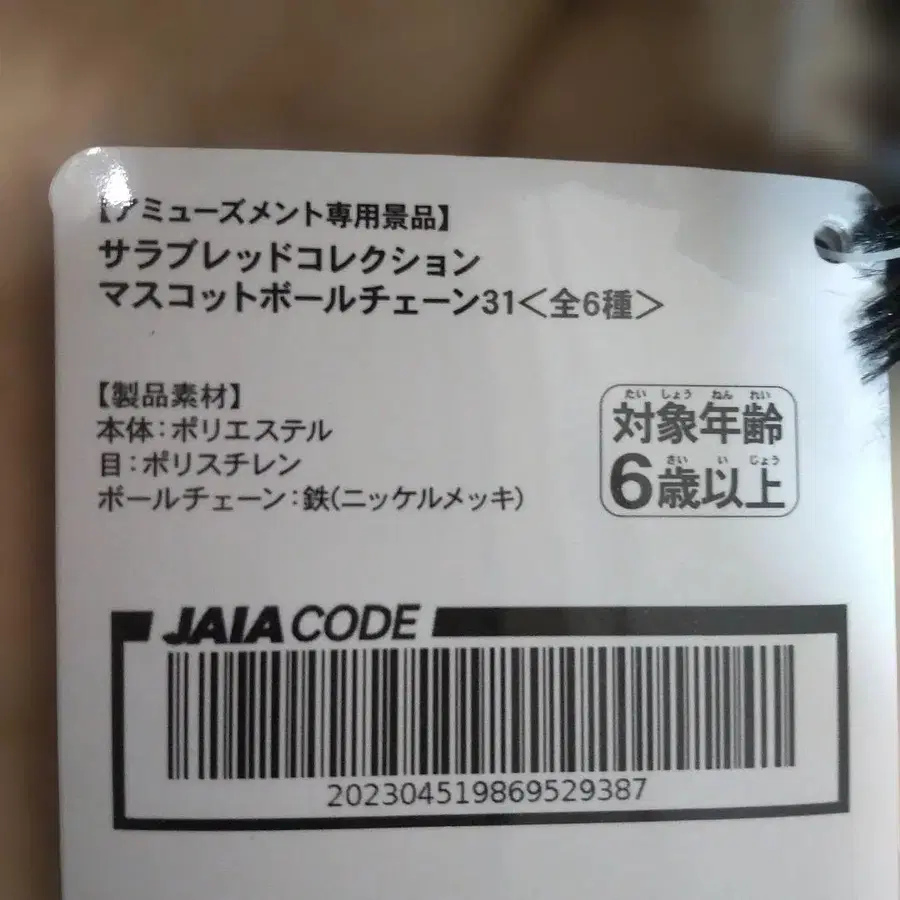 【アミューズメント専用景品】
サラブレッドコレクション
マスコットボールチェーン31<全6種>
【製品素材】
本体:ポリエステル
目:ポリスチレン
ボールチェーン:鉄(ニッケルメッキ)
たいしょうねんれい
対象年齢
さいいじょう
6歳以上
JAIA CODE
202304519869529387